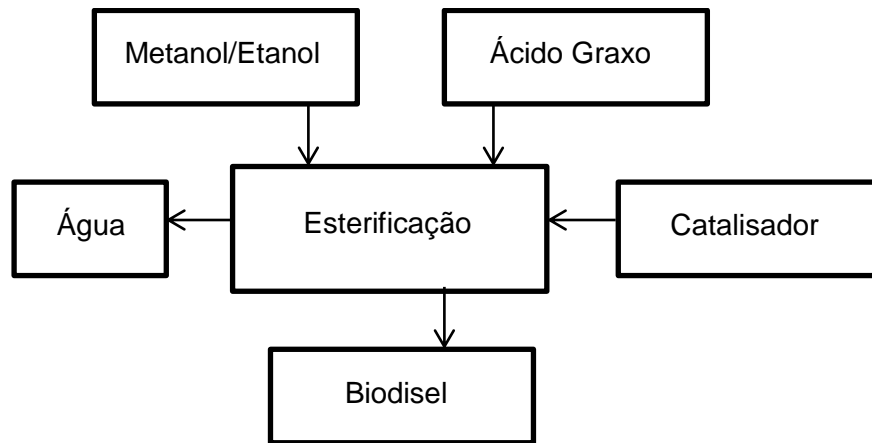 Metanol/Etanol
Ácido Graxo
Água
Esterificação
Catalisador
Biodisel